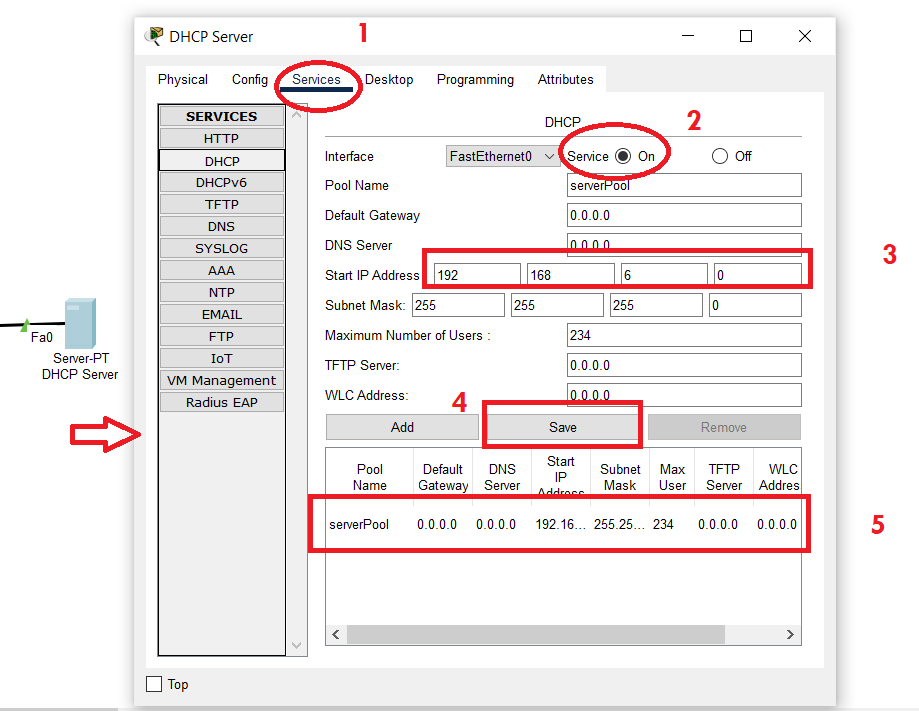 DHCP Server
1
Physical Config Services Desktop Programming Attributes
SERVICES
HTTP
DHCP
DHCPv6
TFTP
DNS
SYSLOG
AAA
NTP
EMAIL
FTP
IoT
VM Management
Radius EAP
DHCP
2
Interface FastEthernet0 Service On Off
Pool Name serverPool
Default Gateway 0.0.0.0
DNS Server 0.0.0.0
3
Start IP Address 192 168 6 0
Subnet Mask: 255 255 255 0
Maximum Number of Users : 234
TFTP Server: 0.0.0.0
WLC Address: 0.0.0.0
4
Add Save Remove
Pool Name Default Gateway DNS Server Start IP Address Subnet Mask Max User TFTP Server WLC Addres
serverPool 0.0.0.0 0.0.0.0 192.16... 255.25... 234 0.0.0.0 0.0.0.0
5
Top
Fa0
Server-PT
DHCP Server